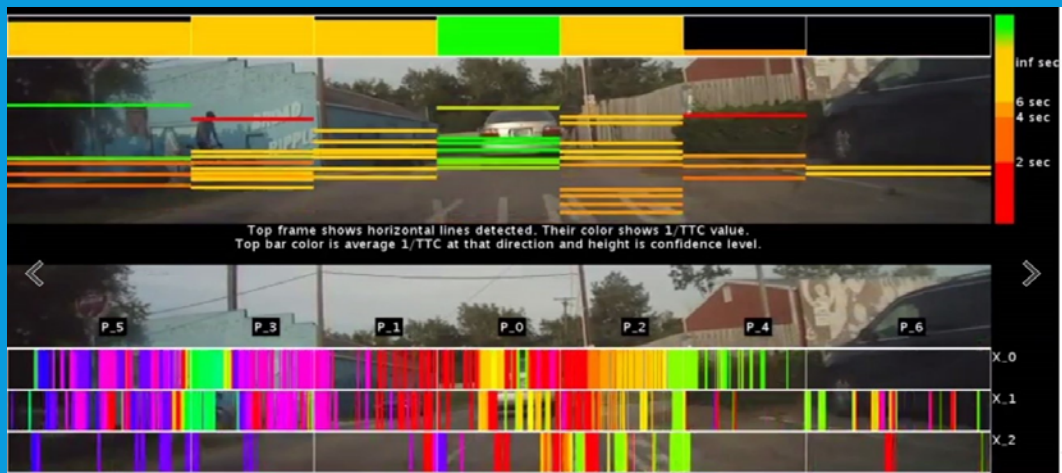 inf sec
6 sec
4 sec
2 sec
Top frame shows horizontal lines detected. Their color shows 1/TTC value.
Top bar color is average 1/TTC at that direction and height is confidence level.
P_5 P_3 P_1 P_0 P_2 P_4 P_6
X_0
X_1
X_2